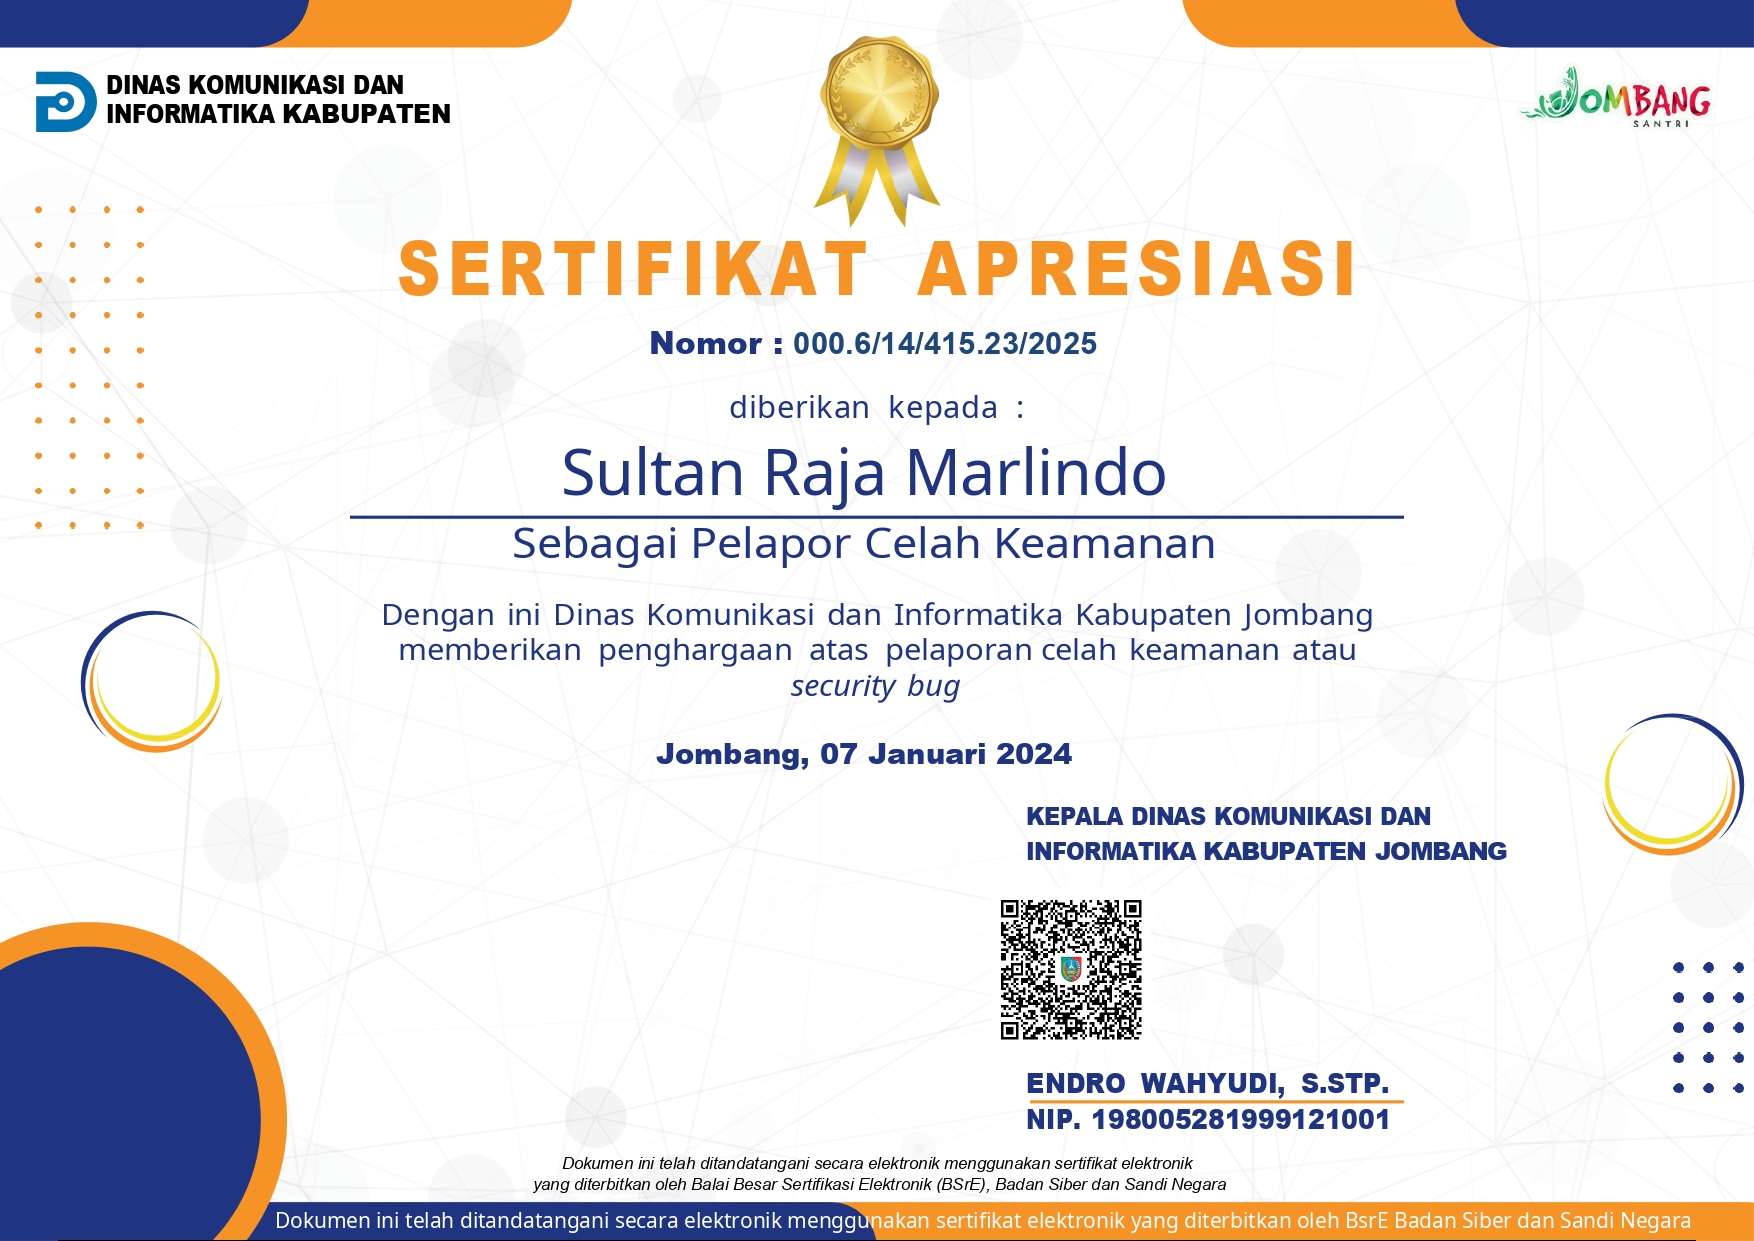 DINAS KOMUNIKASI DAN
INFORMATIKA KABUPATEN
JOMBANG
SANTRI
SERTIFIKAT APRESIASI
Nomor : 000.6/14/415.23/2025
diberikan kepada :
Sultan Raja Marlindo
Sebagai Pelapor Celah Keamanan
Dengan ini Dinas Komunikasi dan Informatika Kabupaten Jombang
memberikan penghargaan atas pelaporan celah keamanan atau
security bug
Jombang, 07 Januari 2024
KEPALA DINAS KOMUNIKASI DAN
INFORMATIKA KABUPATEN JOMBANG
ENDRO WAHYUDI, S.STP.
NIP. 198005281999121001
Dokumen ini telah ditandatangani secara elektronik menggunakan sertifikat elektronik
yang diterbitkan oleh Balai Besar Sertifikasi Elektronik (BSrE), Badan Siber dan Sandi Negara
Dokumen ini telah ditandatangani secara elektronik menggunakan sertifikat elektronik yang diterbitkan oleh BsrE Badan Siber dan Sandi Negara